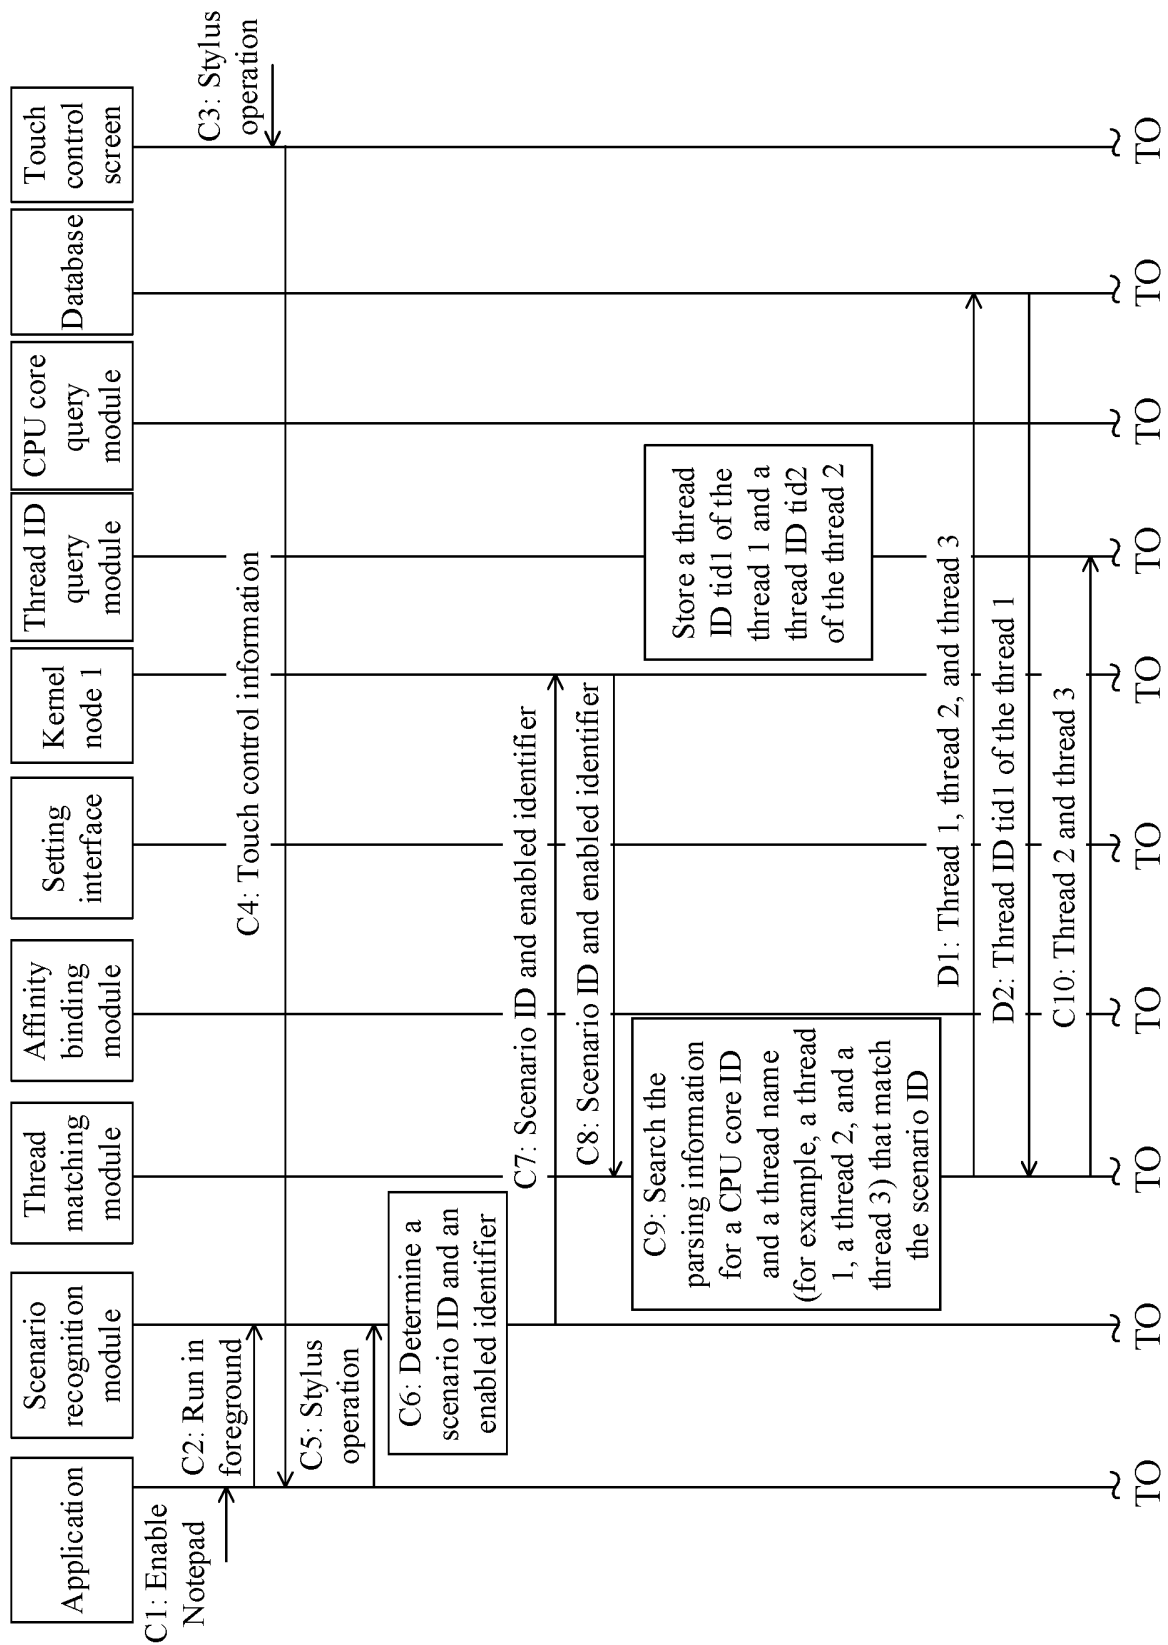 Application
Scenario
recognition
module
Thread
matching
module
Affinity
binding
module
Setting
interface
Kernel
node 1
Thread ID
query
module
CPU core
query
module
Database
Touch
control
screen
C1: Enable
Notepad
C2: Run in
foreground
C3: Stylus
operation
C4: Touch control information
C5: Stylus
operation
C6: Determine a
scenario ID and an
enabled identifier
C7: Scenario ID and enabled identifier
C8: Scenario ID and enabled identifier
C9: Search the
parsing information
for a CPU core ID
and a thread name
(for example, a thread
1, a thread 2, and a
thread 3) that match
the scenario ID
Store a thread
ID tid1 of the
thread 1 and a
thread ID tid2
of the thread 2
D1: Thread 1, thread 2, and thread 3
D2: Thread ID tid1 of the thread 1
C10: Thread 2 and thread 3
TO
TO
TO
TO
TO
TO
TO
TO
TO
TO